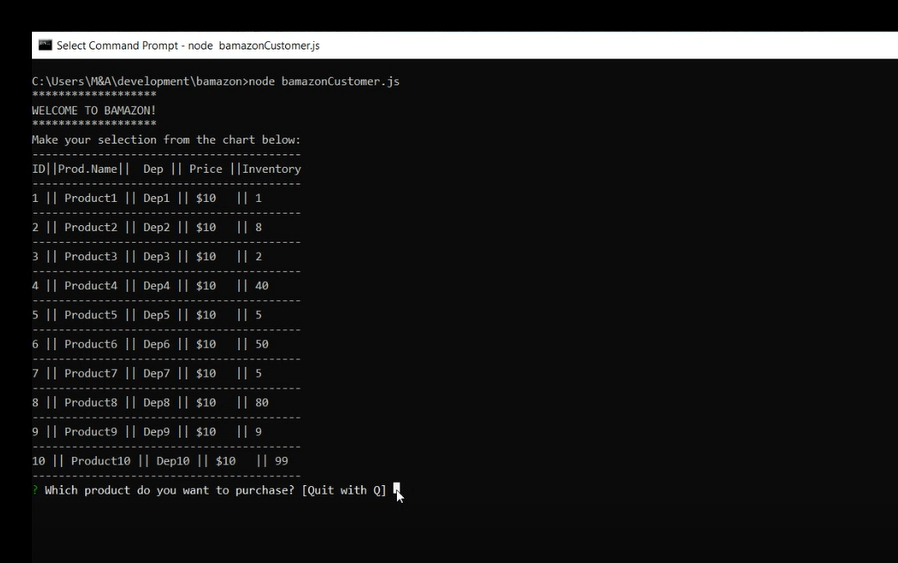 Select Command Prompt - node  bamazonCustomer.js
C:\Users\M&A\development\bamazon>node bamazonCustomer.js
*******************
WELCOME TO BAMAZON!
*******************
Make your selection from the chart below:
-----------------------------------------
ID||Prod.Name||  Dep || Price ||Inventory
-----------------------------------------
1 || Product1 || Dep1 || $10   || 1
-----------------------------------------
2 || Product2 || Dep2 || $10   || 8
-----------------------------------------
3 || Product3 || Dep3 || $10   || 2
-----------------------------------------
4 || Product4 || Dep4 || $10   || 40
-----------------------------------------
5 || Product5 || Dep5 || $10   || 5
-----------------------------------------
6 || Product6 || Dep6 || $10   || 50
-----------------------------------------
7 || Product7 || Dep7 || $10   || 5
-----------------------------------------
8 || Product8 || Dep8 || $10   || 80
-----------------------------------------
9 || Product9 || Dep9 || $10   || 9
-----------------------------------------
10 || Product10 || Dep10 || $10   || 99
-----------------------------------------
? Which product do you want to purchase? [Quit with Q]